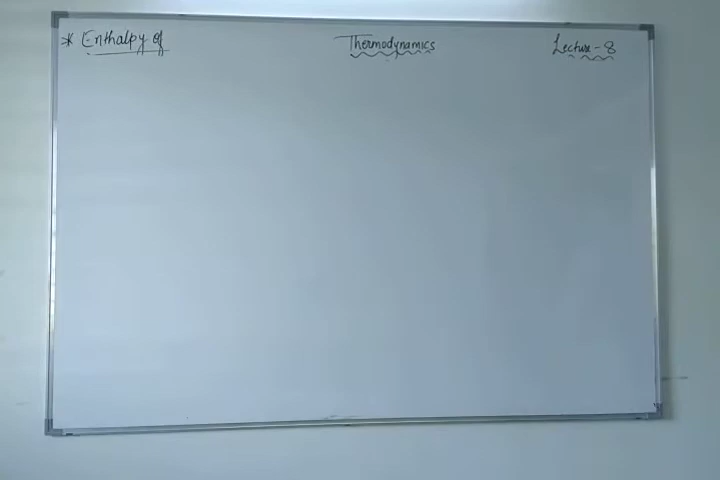 * Enthalpy of
Thermodynamics
Lecture - 8